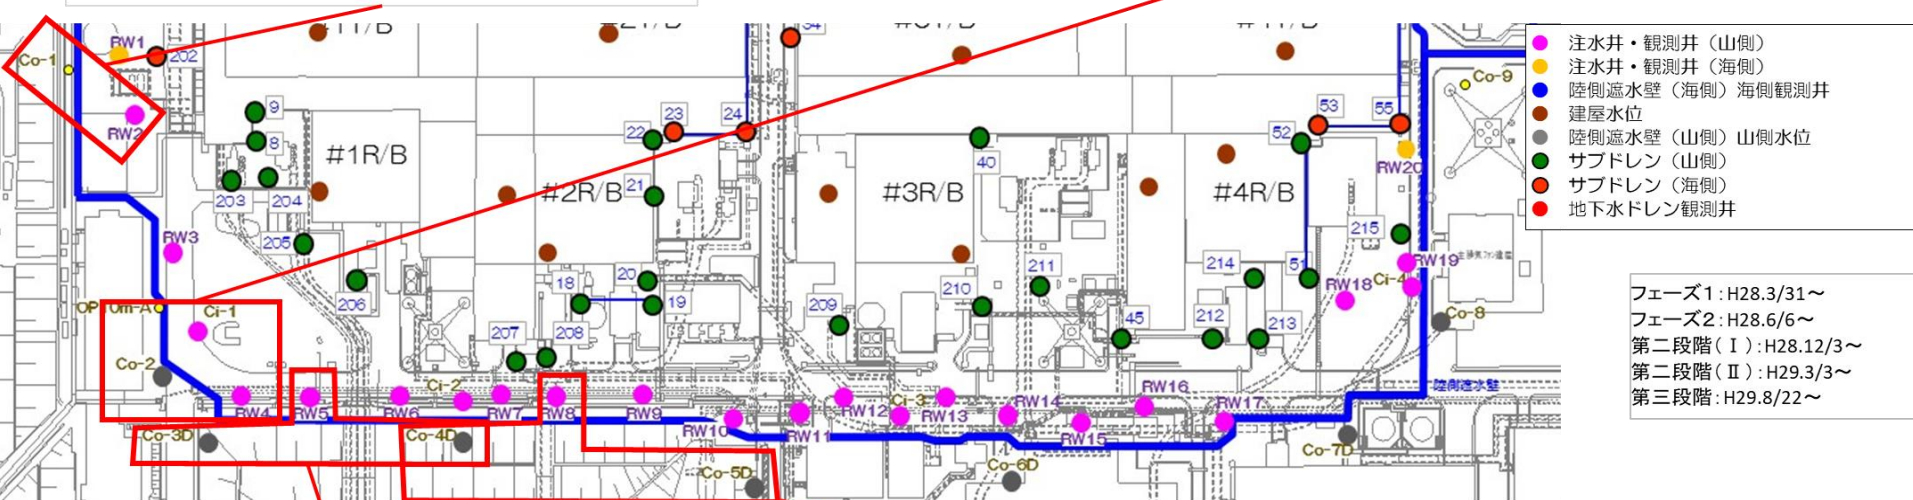 RW1
202
Co-1
RW2
9
8
203
204
205
206
#1R/B
#2R/B
#3R/B
#4R/B
22
23
24
21
20
19
18
207
208
209
210
211
40
45
212
213
214
51
52
53
55
215
RW20
RW19
RW18
Ci-4
Co-9
Co-8
RW3
Ci-1
Co-2
RW4
RW5
RW6
Ci-2
RW7
RW8
RW9
RW10
RW11
RW12
Ci-3
RW13
RW14
RW15
RW16
RW17
Co-3D
Co-4D
Co-5D
Co-6D
Co-7D
陸側遮水壁
注水井・観測井（山側）
注水井・観測井（海側）
陸側遮水壁（海側）海側観測井
建屋水位
陸側遮水壁（山側）山側水位
サブドレン（山側）
サブドレン（海側）
地下水ドレン観測井
フェーズ1：H28.3/31～
フェーズ2：H28.6/6～
第二段階（Ⅰ）：H28.12/3～
第二段階（Ⅱ）：H29.3/3～
第三段階：H29.8/22～